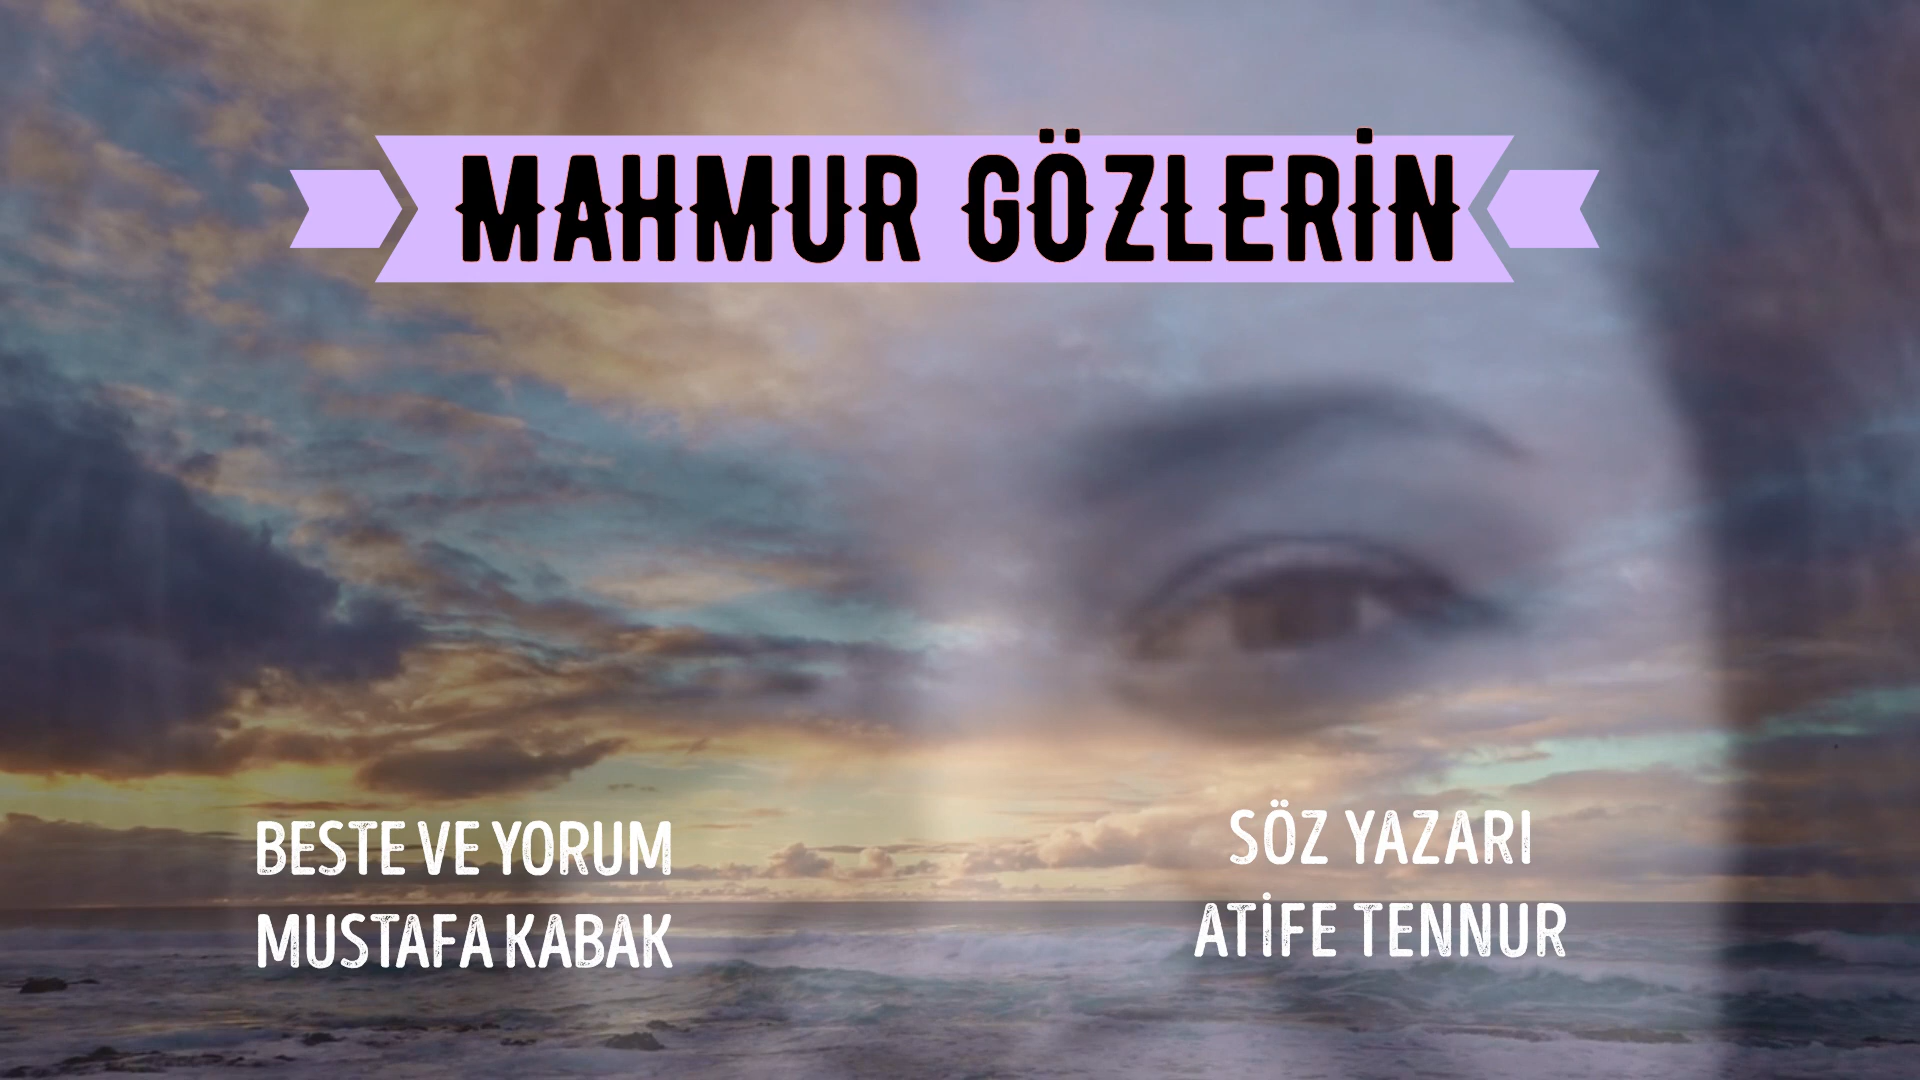 MAHMUR GÖZLERİN
BESTE VE YORUM
MUSTAFA KABAK
SÖZ YAZARI
ATİFE TENNUR